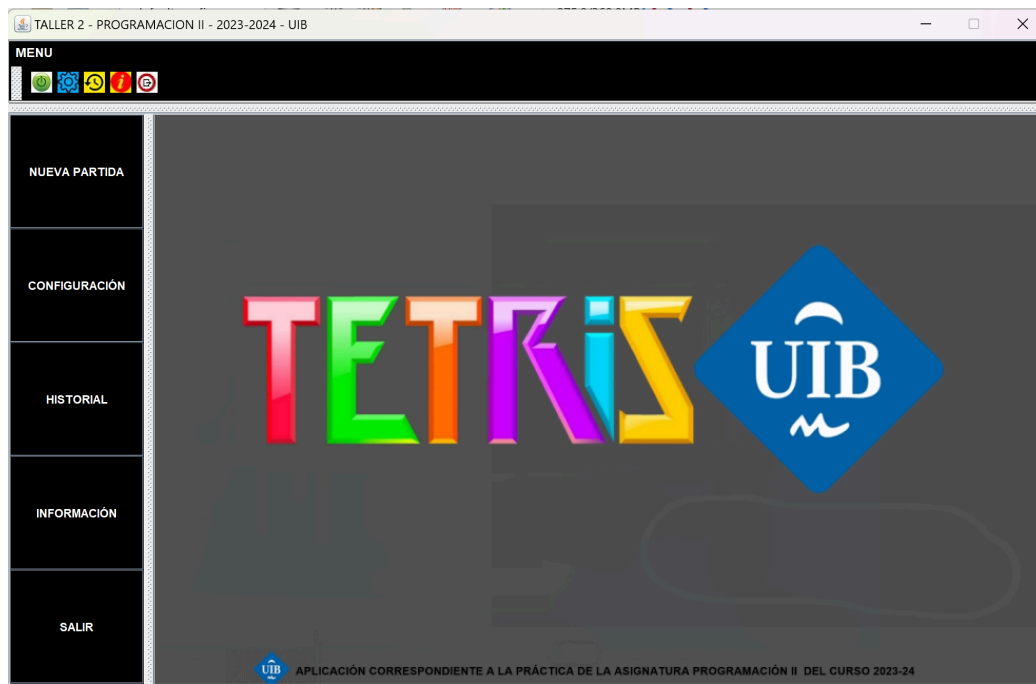 TALLER 2 - PROGRAMACION II - 2023-2024 - UIB
MENU
NUEVA PARTIDA
CONFIGURACIÓN
HISTORIAL
INFORMACIÓN
SALIR
TETRiS
UIB
UIB APLICACIÓN CORRESPONDIENTE A LA PRÁCTICA DE LA ASIGNATURA PROGRAMACIÓN II DEL CURSO 2023-24